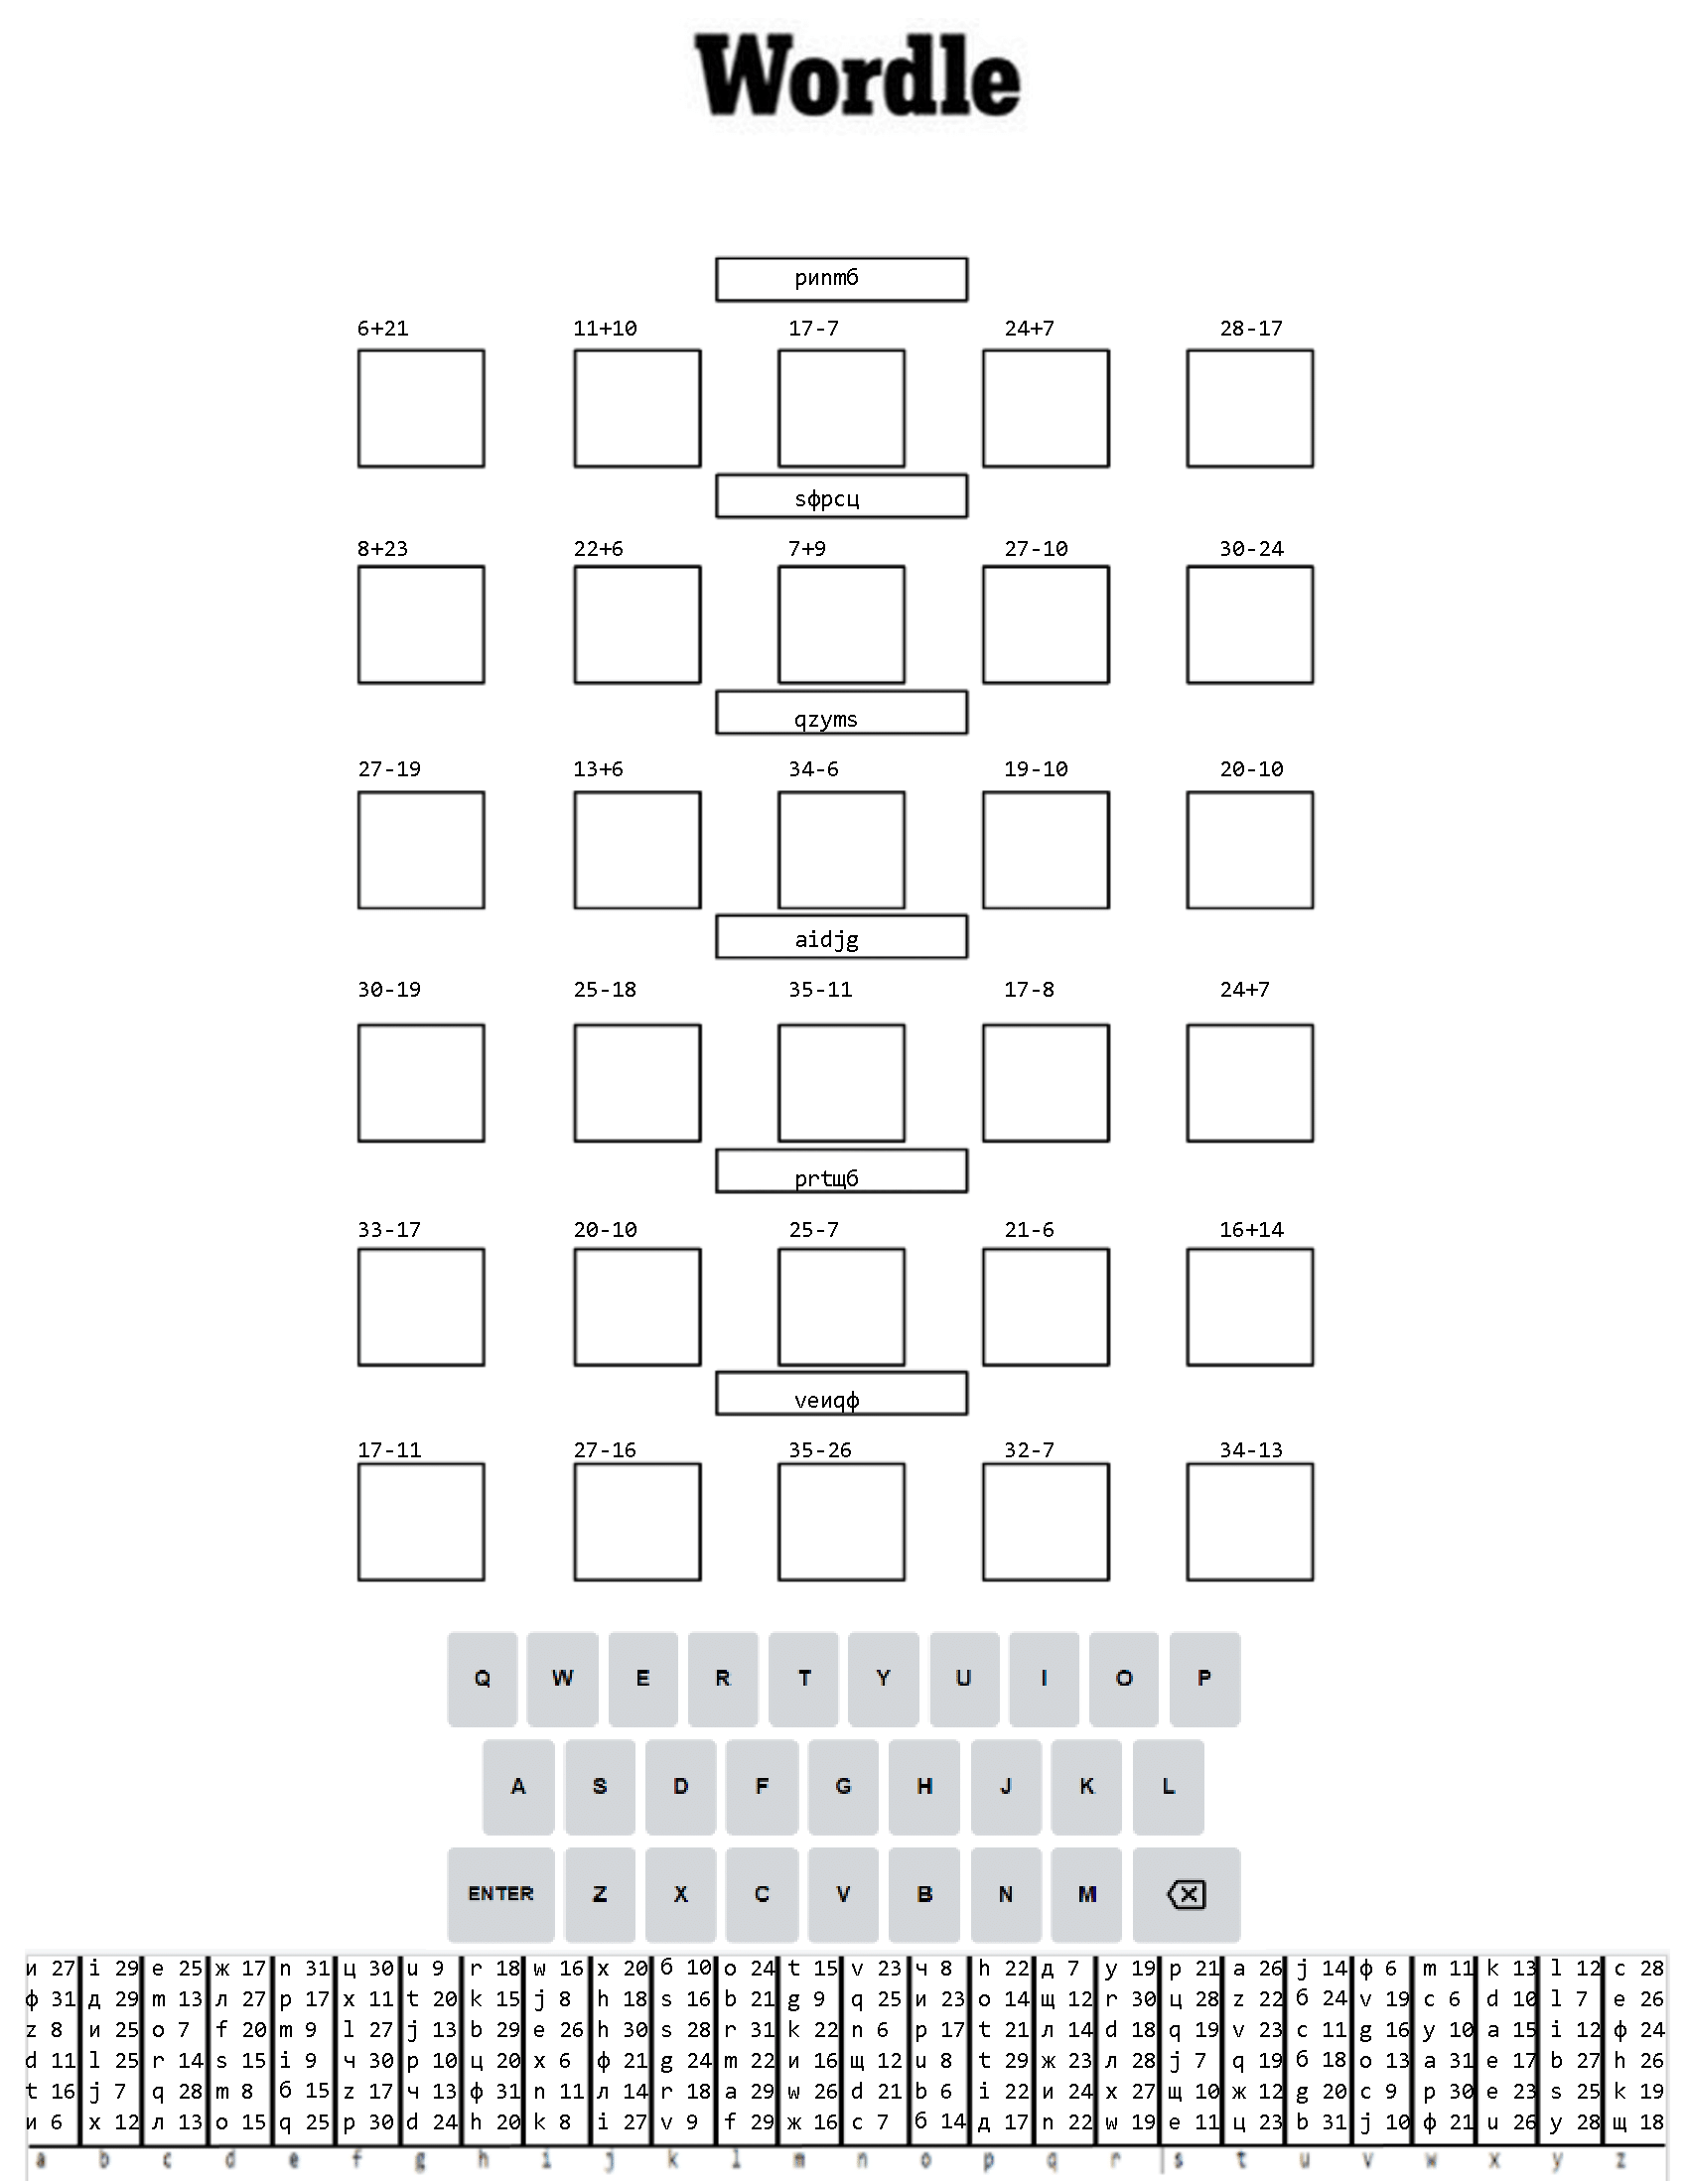 Wordle
pиnmб
6+21 11+10 17-7 24+7 28-17
sфpcц
8+23 22+6 7+9 27-10 30-24
qzyms
27-19 13+6 34-6 19-10 20-10
aidjg
30-19 25-18 35-11 17-8 24+7
prtщб
33-17 20-10 25-7 21-6 16+14
veиqф
17-11 27-16 35-26 32-7 34-13
Q W E R T Y U I O P
A S D F G H J K L
ENTER Z X C V B N M
и 27 i 29 e 25 ж 17 n 31 ц 30 u 9 r 18 w 16 x 20 б 10 o 24 t 15 v 23 ч 8 h 22 д 7 y 19 p 21 a 26 j 14 ф 6 m 11 k 13 l 12 c 28
ф 31 д 29 m 13 л 27 p 17 x 11 t 20 k 15 j 8 h 18 s 16 b 21 g 9 q 25 и 23 o 14 щ 12 r 30 ц 28 z 22 б 24 v 19 c 6 d 10 l 7 e 26
z 8 и 25 o 7 f 20 m 9 l 27 j 13 b 29 e 26 h 30 s 28 r 31 k 22 n 6 p 17 t 21 л 14 d 18 q 19 v 23 c 11 g 16 y 10 a 15 i 12 ф 24
d 11 l 25 r 14 s 15 i 9 ч 30 p 10 ц 20 x 6 ф 21 g 24 m 22 и 16 щ 12 u 8 t 29 ж 23 л 28 j 7 q 19 б 18 o 13 a 31 e 17 b 27 h 26
t 16 j 7 q 28 m 8 б 15 z 17 ч 13 ф 31 n 11 л 14 r 18 a 29 w 26 d 21 b 6 i 22 и 24 x 27 щ 10 ж 12 g 20 c 9 p 30 e 23 s 25 k 19
и 6 x 12 л 13 o 15 q 25 p 30 d 24 h 20 k 8 i 27 v 9 f 29 ж 16 c 7 б 14 д 17 n 22 w 19 e 11 ц 23 b 31 j 10 ф 21 u 26 y 28 щ 18
a b c d e f g h i j k l m n o p q r s t u v w x y z